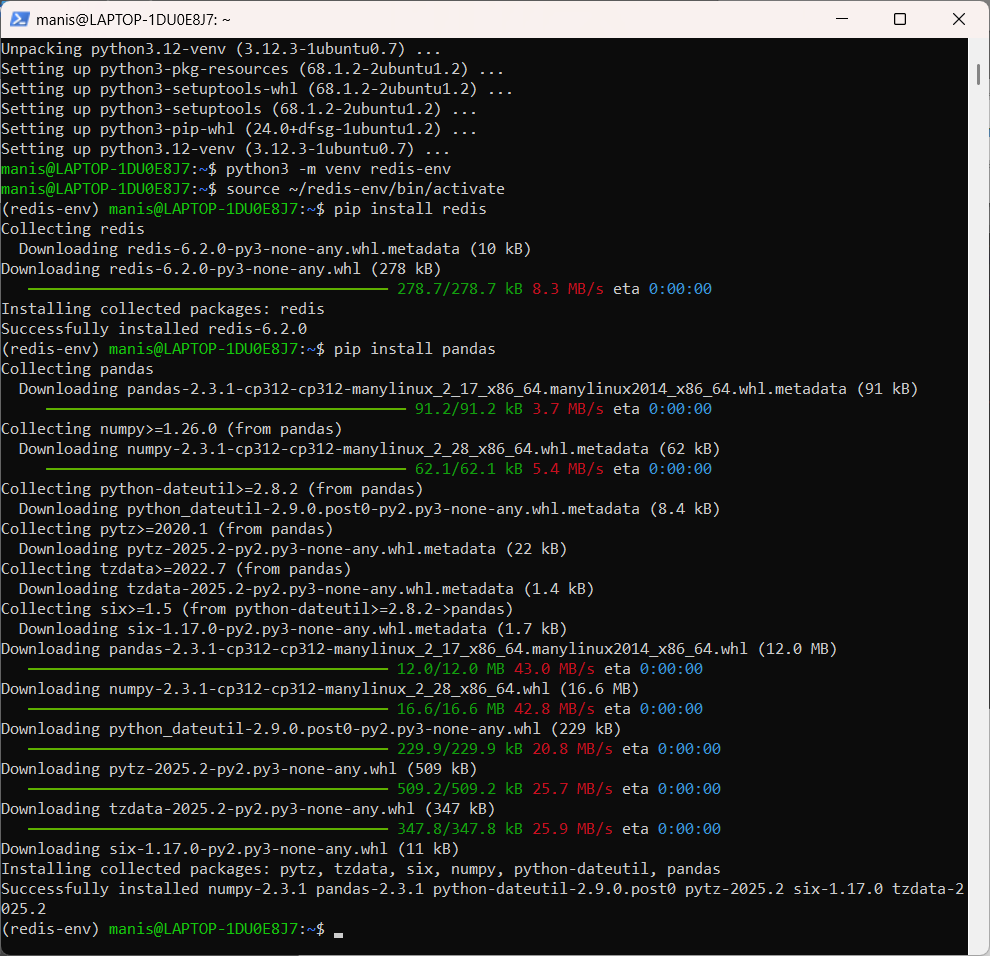 manis@LAPTOP-1DU0E8J7: ~
Unpacking python3.12-venv (3.12.3-1ubuntu0.7) ...
Setting up python3-pkg-resources (68.1.2-2ubuntu1.2) ...
Setting up python3-setuptools-whl (68.1.2-2ubuntu1.2) ...
Setting up python3-setuptools (68.1.2-2ubuntu1.2) ...
Setting up python3-pip-whl (24.0+dfsg-1ubuntu1.2) ...
Setting up python3.12-venv (3.12.3-1ubuntu0.7) ...
manis@LAPTOP-1DU0E8J7:~$ python3 -m venv redis-env
manis@LAPTOP-1DU0E8J7:~$ source ~/redis-env/bin/activate
(redis-env) manis@LAPTOP-1DU0E8J7:~$ pip install redis
Collecting redis
  Downloading redis-6.2.0-py3-none-any.whl.metadata (10 kB)
Downloading redis-6.2.0-py3-none-any.whl (278 kB)
278.7/278.7 kB 8.3 MB/s eta 0:00:00
Installing collected packages: redis
Successfully installed redis-6.2.0
(redis-env) manis@LAPTOP-1DU0E8J7:~$ pip install pandas
Collecting pandas
  Downloading pandas-2.3.1-cp312-cp312-manylinux_2_17_x86_64.manylinux2014_x86_64.whl.metadata (91 kB)
91.2/91.2 kB 3.7 MB/s eta 0:00:00
Collecting numpy>=1.26.0 (from pandas)
  Downloading numpy-2.3.1-cp312-cp312-manylinux_2_28_x86_64.whl.metadata (62 kB)
62.1/62.1 kB 5.4 MB/s eta 0:00:00
Collecting python-dateutil>=2.8.2 (from pandas)
  Downloading python_dateutil-2.9.0.post0-py2.py3-none-any.whl.metadata (8.4 kB)
Collecting pytz>=2020.1 (from pandas)
  Downloading pytz-2025.2-py2.py3-none-any.whl.metadata (22 kB)
Collecting tzdata>=2022.7 (from pandas)
  Downloading tzdata-2025.2-py2.py3-none-any.whl.metadata (1.4 kB)
Collecting six>=1.5 (from python-dateutil>=2.8.2->pandas)
  Downloading six-1.17.0-py2.py3-none-any.whl.metadata (1.7 kB)
Downloading pandas-2.3.1-cp312-cp312-manylinux_2_17_x86_64.manylinux2014_x86_64.whl (12.0 MB)
12.0/12.0 MB 43.0 MB/s eta 0:00:00
Downloading numpy-2.3.1-cp312-cp312-manylinux_2_28_x86_64.whl (16.6 MB)
16.6/16.6 MB 42.8 MB/s eta 0:00:00
Downloading python_dateutil-2.9.0.post0-py2.py3-none-any.whl (229 kB)
229.9/229.9 kB 20.8 MB/s eta 0:00:00
Downloading pytz-2025.2-py2.py3-none-any.whl (509 kB)
509.2/509.2 kB 25.7 MB/s eta 0:00:00
Downloading tzdata-2025.2-py2.py3-none-any.whl (347 kB)
347.8/347.8 kB 25.9 MB/s eta 0:00:00
Downloading six-1.17.0-py2.py3-none-any.whl (11 kB)
Installing collected packages: pytz, tzdata, six, numpy, python-dateutil, pandas
Successfully installed numpy-2.3.1 pandas-2.3.1 python-dateutil-2.9.0.post0 pytz-2025.2 six-1.17.0 tzdata-2
025.2
(redis-env) manis@LAPTOP-1DU0E8J7:~$